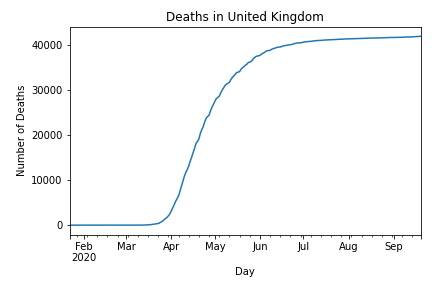 Deaths in United Kingdom
Number of Deaths
40000
30000
20000
10000
0
Feb Mar Apr May Jun Jul Aug Sep
2020
Day